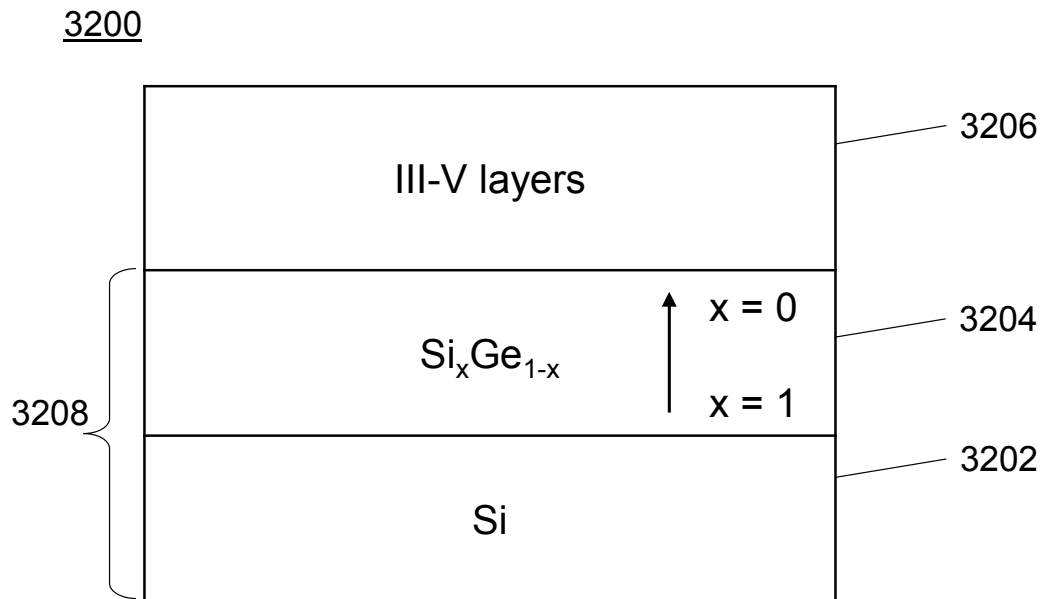 3200
3206
III-V layers
x = 0
3204
SiₓGe₁₋ₓ
3208
x = 1
3202
Si